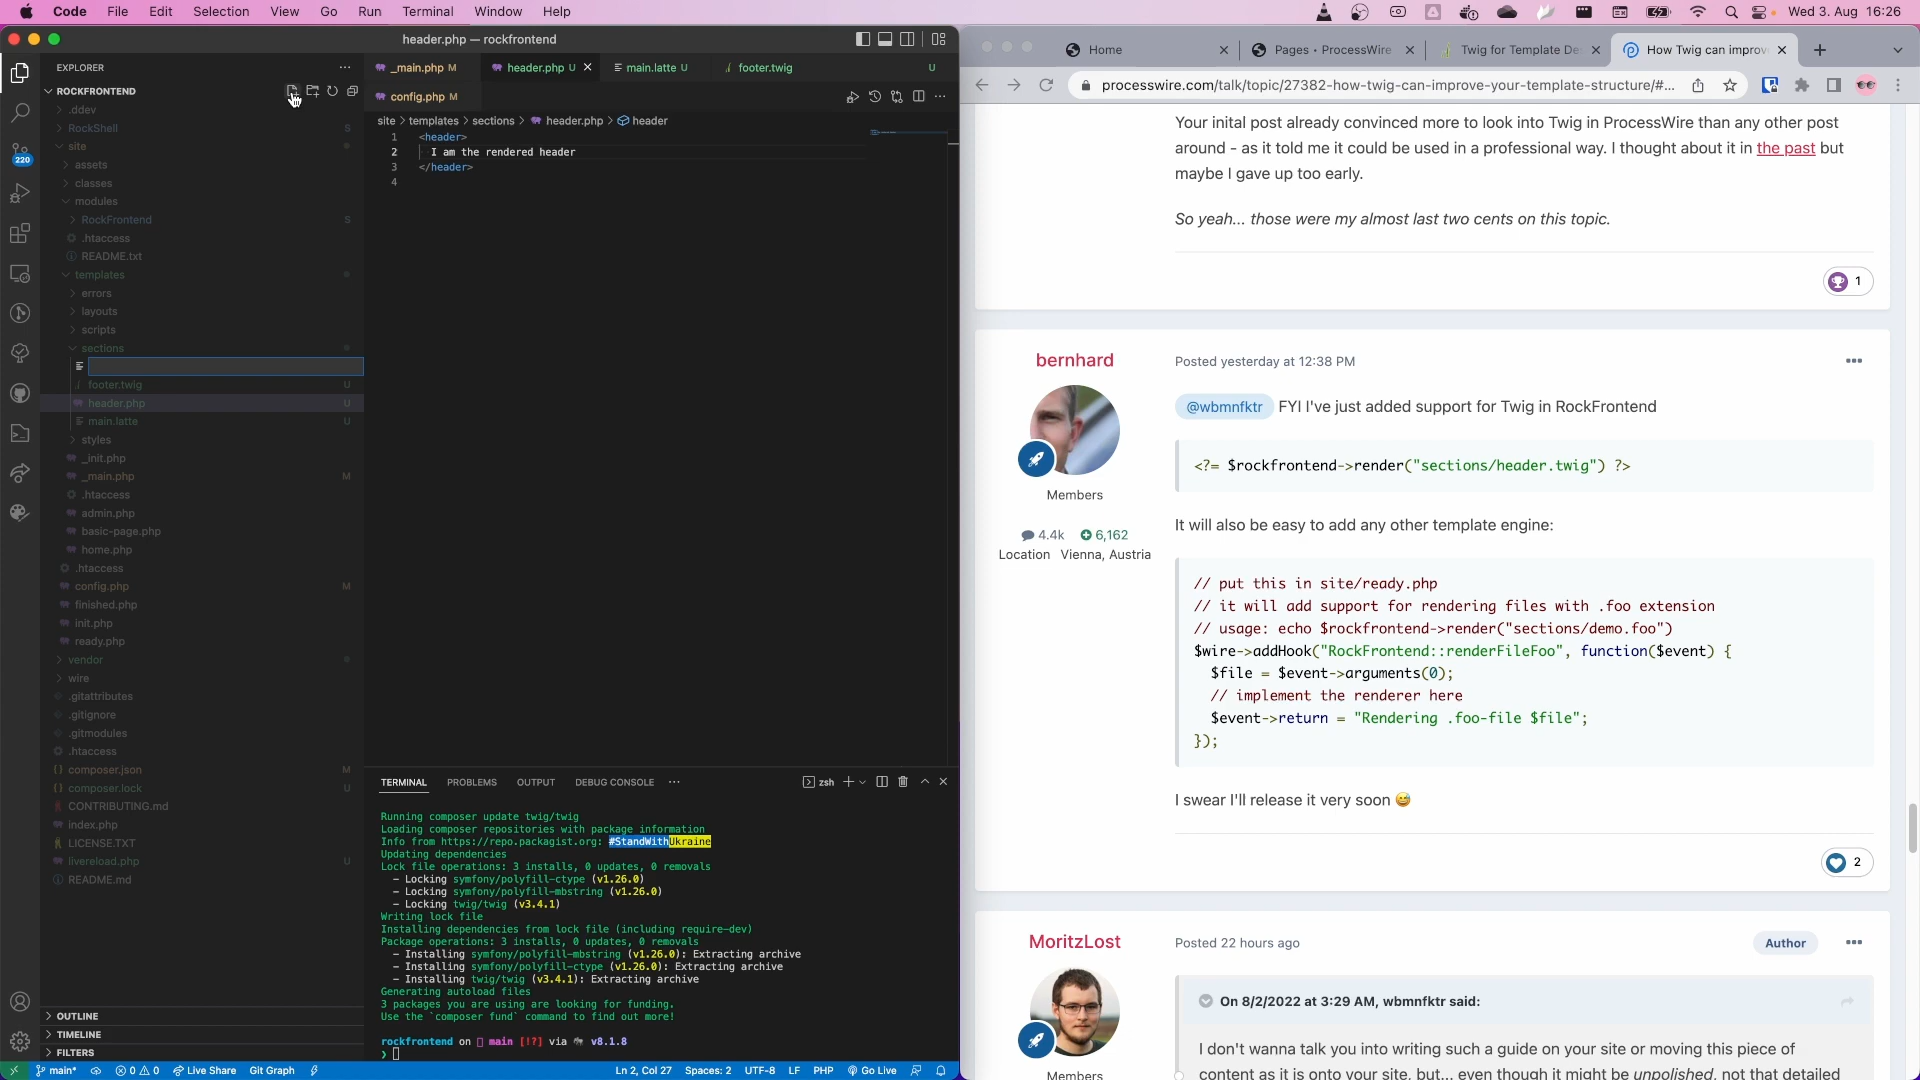 Code File Edit Selection View Go Run Terminal Window Help
Wed 3. Aug 16:26
header.php — rockfrontend
EXPLORER
ROCKFRONTEND
.ddev
RockShell S
site
assets
classes
modules
RockFrontend S
.htaccess
README.txt
templates
errors
layouts
scripts
sections
footer.twig U
header.php U
main.latte U
styles
_init.php
_main.php M
.htaccess
admin.php
basic-page.php
home.php
.htaccess
config.php M
finished.php
init.php
ready.php
vendor
wire
.gitattributes
.gitignore
.gitmodules
.htaccess
composer.json M
composer.lock U
CONTRIBUTING.md
index.php
LICENSE.TXT
livereload.php U
README.md
OUTLINE
TIMELINE
FILTERS
220
_main.php M header.php U main.latte U footer.twig U
config.php M
site > templates > sections > header.php > header
1 <header>
2 I am the rendered header
3 </header>
4
TERMINAL PROBLEMS OUTPUT DEBUG CONSOLE zsh
Running composer update twig/twig
Loading composer repositories with package information
Info from https://repo.packagist.org: #StandWithUkraine
Updating dependencies
Lock file operations: 3 installs, 0 updates, 0 removals
– Locking symfony/polyfill-ctype (v1.26.0)
– Locking symfony/polyfill-mbstring (v1.26.0)
– Locking twig/twig (v3.4.1)
Writing lock file
Installing dependencies from lock file (including require-dev)
Package operations: 3 installs, 0 updates, 0 removals
– Installing symfony/polyfill-mbstring (v1.26.0): Extracting archive
– Installing symfony/polyfill-ctype (v1.26.0): Extracting archive
– Installing twig/twig (v3.4.1): Extracting archive
Generating autoload files
3 packages you are using are looking for funding.
Use the `composer fund` command to find out more!
rockfrontend on main [!?] via v8.1.8
main* 0 0 Live Share Git Graph Ln 2, Col 27 Spaces: 2 UTF-8 LF PHP Go Live
Home Pages • ProcessWire Twig for Template De How Twig can improv
processwire.com/talk/topic/27382-how-twig-can-improve-your-template-structure/#...
Your inital post already convinced more to look into Twig in ProcessWire than any other post
around - as it told me it could be used in a professional way. I thought about it in the past but
maybe I gave up too early.
So yeah... those were my almost last two cents on this topic.
1
bernhard
Posted yesterday at 12:38 PM
@wbmnfktr FYI I've just added support for Twig in RockFrontend
<?= $rockfrontend->render("sections/header.twig") ?>
Members
4.4k 6,162
Location Vienna, Austria
It will also be easy to add any other template engine:
// put this in site/ready.php
// it will add support for rendering files with .foo extension
// usage: echo $rockfrontend->render("sections/demo.foo")
$wire->addHook("RockFrontend::renderFileFoo", function($event) {
$file = $event->arguments(0);
// implement the renderer here
$event->return = "Rendering .foo-file $file";
});
I swear I'll release it very soon 😅
2
MoritzLost
Posted 22 hours ago
Author
On 8/2/2022 at 3:29 AM, wbmnfktr said:
Members
I don't wanna talk you into writing such a guide on your site or moving this piece of
content as it is onto your site, but... even though it might be unpolished, not that detailed